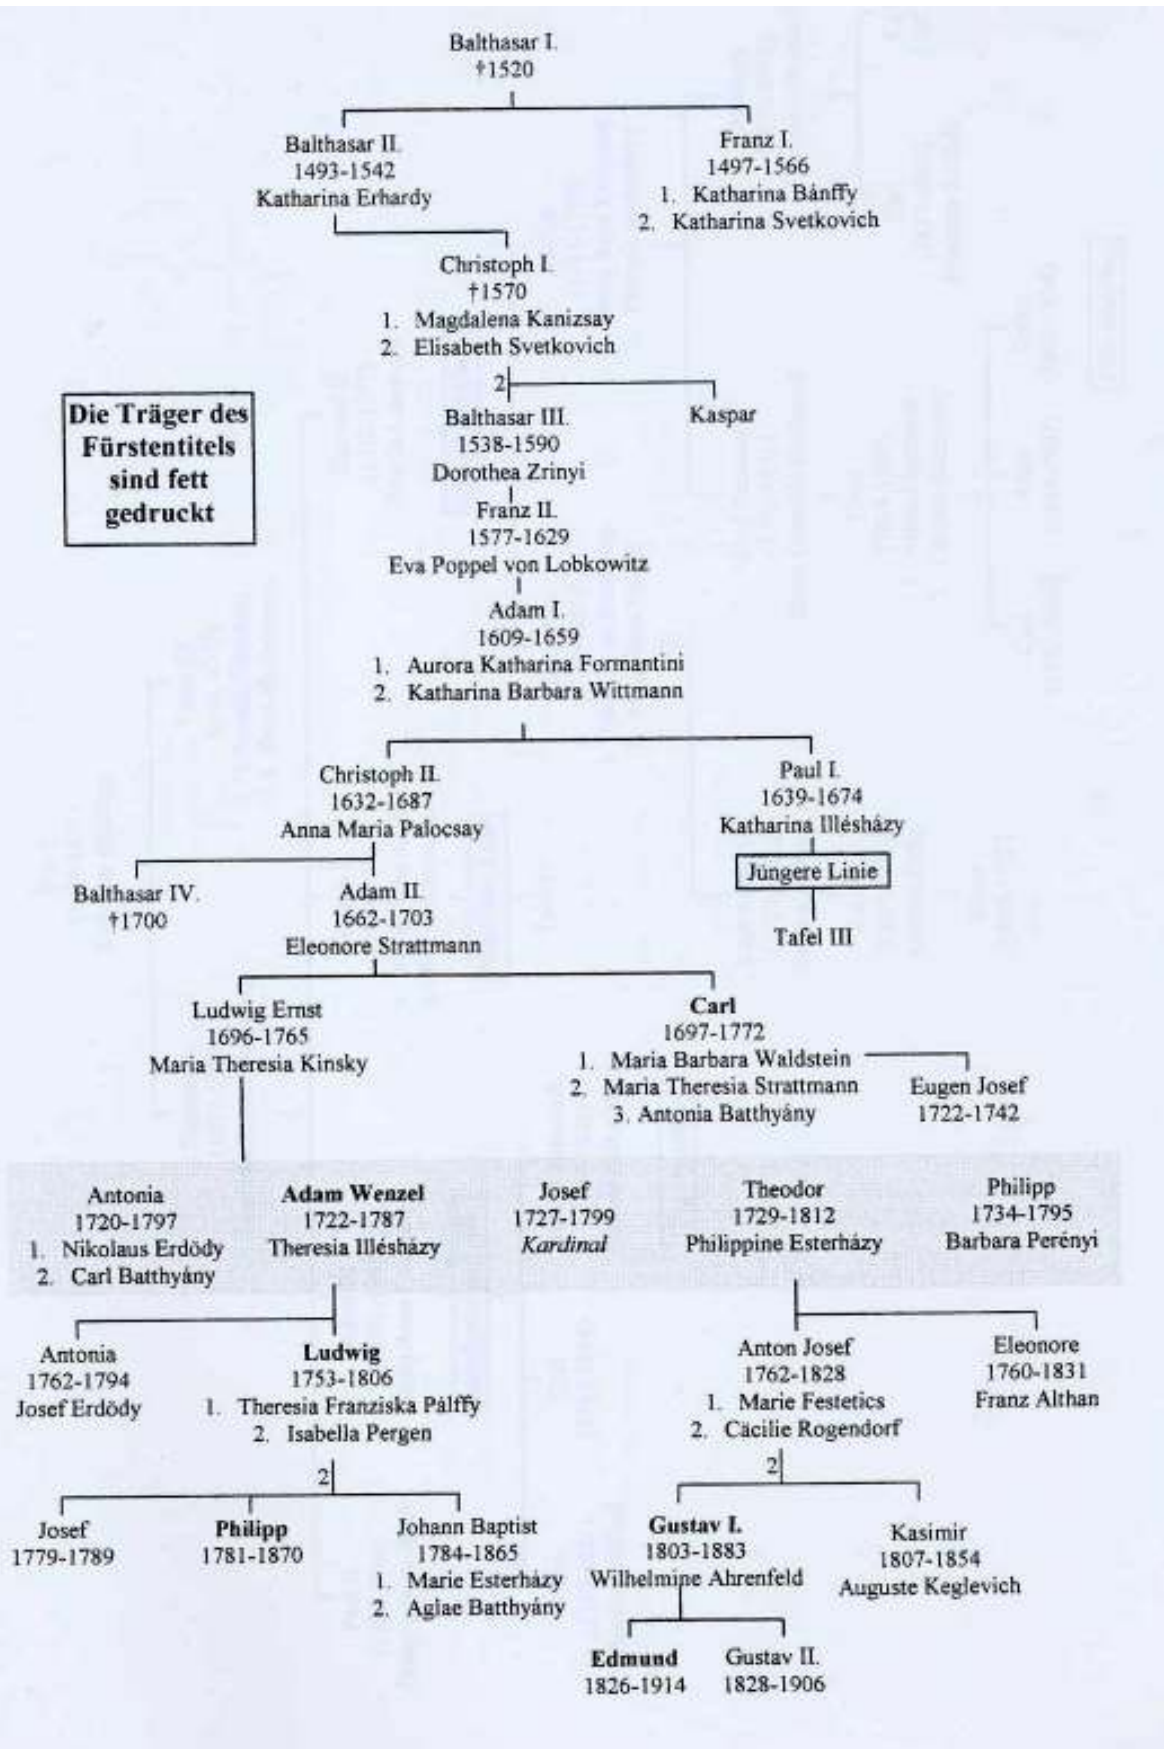 Balthasar I.
†1520
Balthasar II.
1493-1542
Katharina Erhardy
Franz I.
1497-1566
1. Katharina Bánffy
2. Katharina Svetkovich
Christoph I.
†1570
1. Magdalena Kanizsay
2. Elisabeth Svetkovich
2
Die Träger des
Fürstentitels
sind fett
gedruckt
Balthasar III.
1538-1590
Dorothea Zrinyi
Kaspar
Franz II.
1577-1629
Eva Poppel von Lobkowitz
Adam I.
1609-1659
1. Aurora Katharina Formantini
2. Katharina Barbara Wittmann
Christoph II.
1632-1687
Anna Maria Palocsay
Paul I.
1639-1674
Katharina Illésházy
Jüngere Linie
Tafel III
Balthasar IV.
†1700
Adam II.
1662-1703
Eleonore Strattmann
Ludwig Ernst
1696-1765
Maria Theresia Kinsky
Carl
1697-1772
1. Maria Barbara Waldstein
2. Maria Theresia Strattmann
3. Antonia Batthyány
Eugen Josef
1722-1742
Antonia
1720-1797
1. Nikolaus Erdödy
2. Carl Batthyány
Adam Wenzel
1722-1787
Theresia Illésházy
Josef
1727-1799
Kardinal
Theodor
1729-1812
Philippine Esterházy
Philipp
1734-1795
Barbara Perényi
Antonia
1762-1794
Josef Erdödy
Ludwig
1753-1806
1. Theresia Franziska Pálffy
2. Isabella Pergen
Anton Josef
1762-1828
1. Marie Festetics
2. Cäcilie Rogendorf
Eleonore
1760-1831
Franz Althan
2
Josef
1779-1789
Philipp
1781-1870
Johann Baptist
1784-1865
1. Marie Esterházy
2. Aglae Batthyány
2
Gustav I.
1803-1883
Wilhelmine Ahrenfeld
Kasimir
1807-1854
Auguste Keglevich
Edmund
1826-1914
Gustav II.
1828-1906